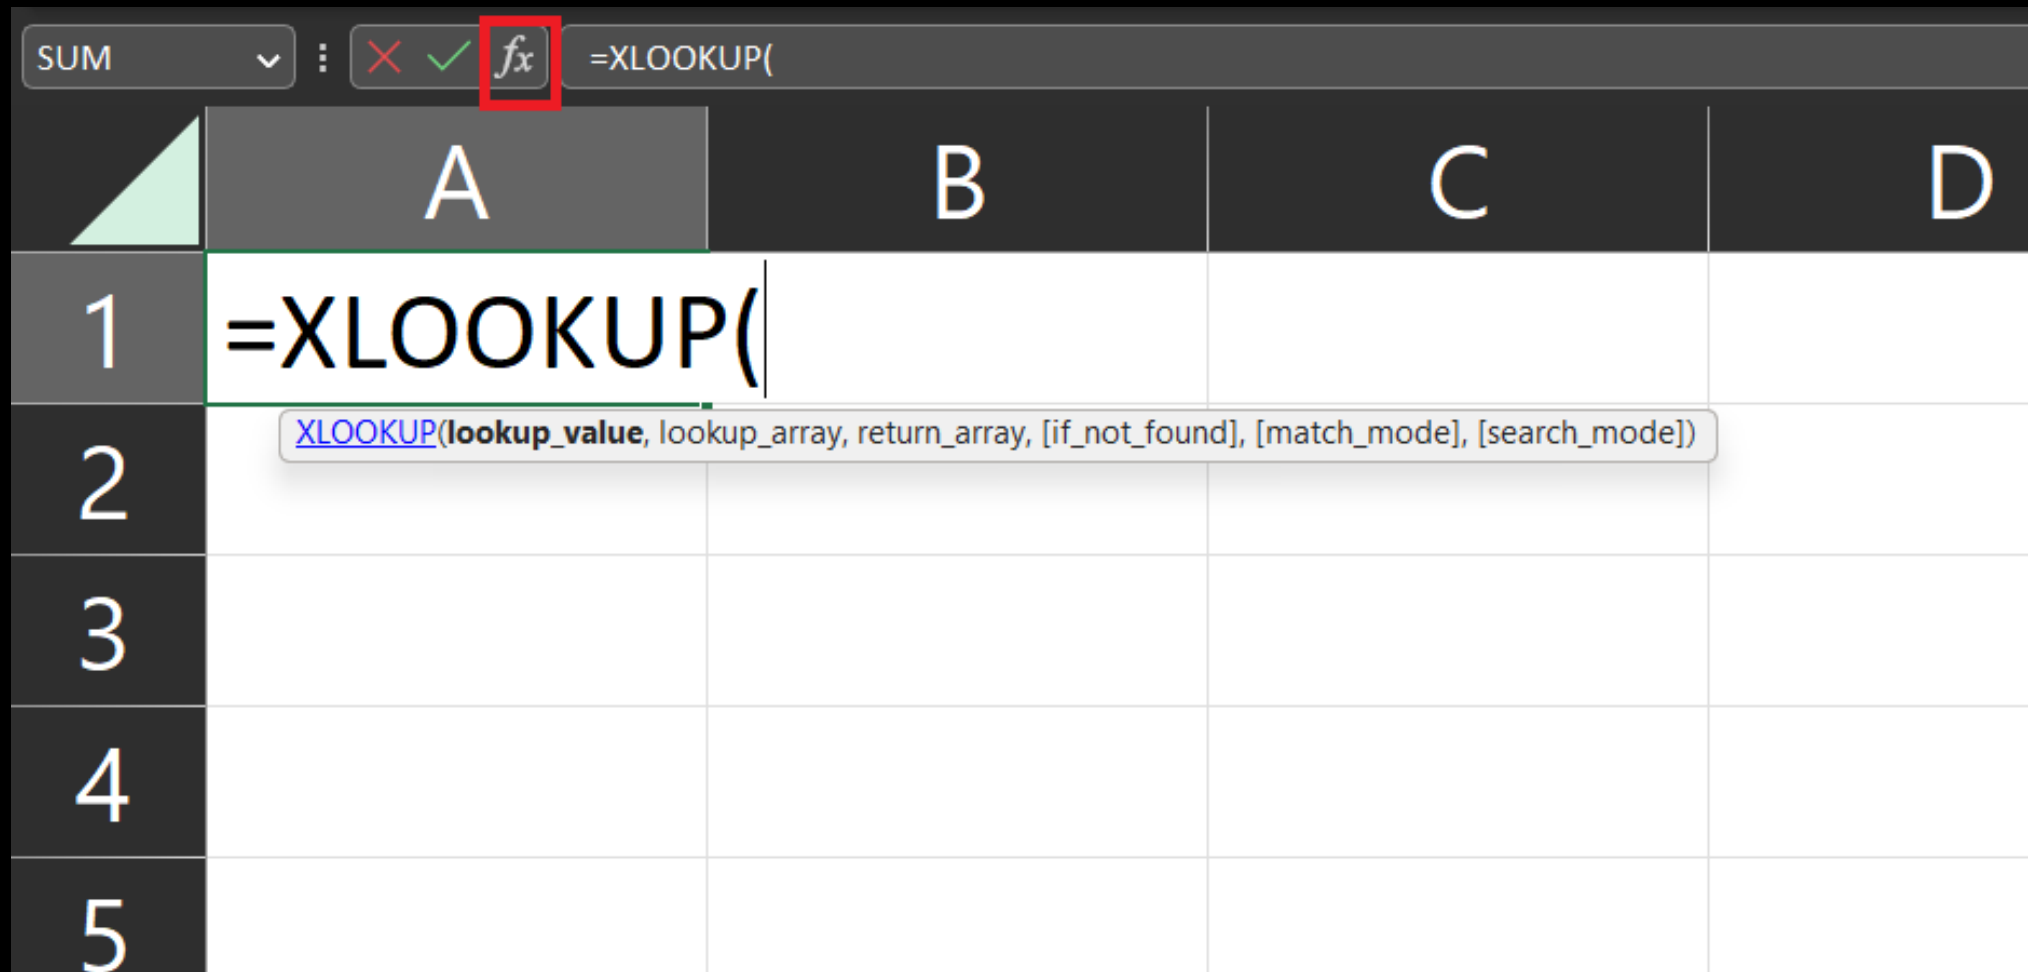 SUM fx =XLOOKUP(
A B C D
1 =XLOOKUP(
XLOOKUP(lookup_value, lookup_array, return_array, [if_not_found], [match_mode], [search_mode])
2
3
4
5